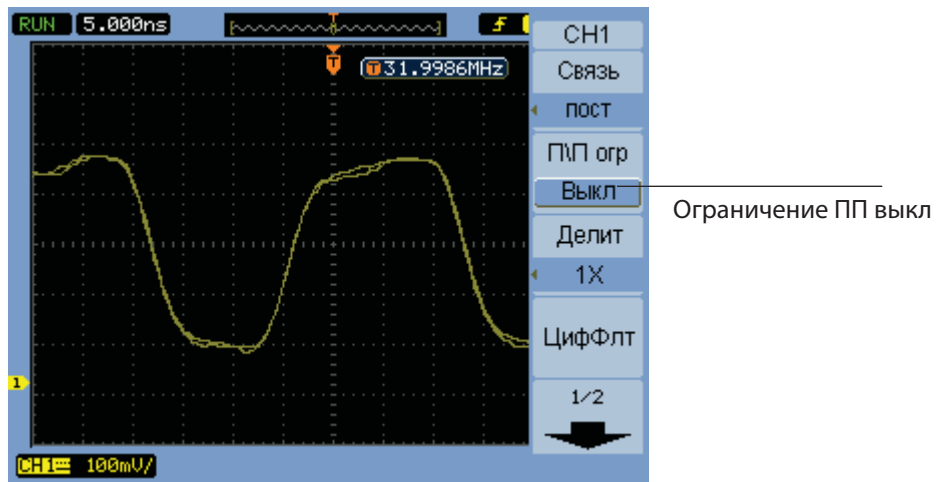 RUN 5.000ns
T
T
T 31.9986MHz
1
CH1 100mV/
CH1
Связь
пост
П\П огр
Выкл
Делит
1X
ЦифФлт
1/2
Ограничение ПП выкл